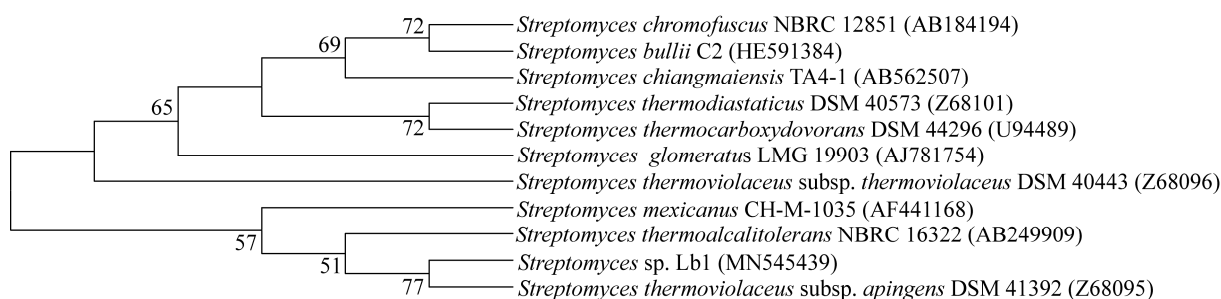 72 Streptomyces chromofuscus NBRC 12851 (AB184194)
69 Streptomyces bullii C2 (HE591384)
Streptomyces chiangmaiensis TA4-1 (AB562507)
65 Streptomyces thermodiastaticus DSM 40573 (Z68101)
72 Streptomyces thermocarboxydovorans DSM 44296 (U94489)
Streptomyces glomeratus LMG 19903 (AJ781754)
Streptomyces thermoviolaceus subsp. thermoviolaceus DSM 40443 (Z68096)
Streptomyces mexicanus CH-M-1035 (AF441168)
57 Streptomyces thermoalcalitolerans NBRC 16322 (AB249909)
51 Streptomyces sp. Lb1 (MN545439)
77 Streptomyces thermoviolaceus subsp. apingens DSM 41392 (Z68095)